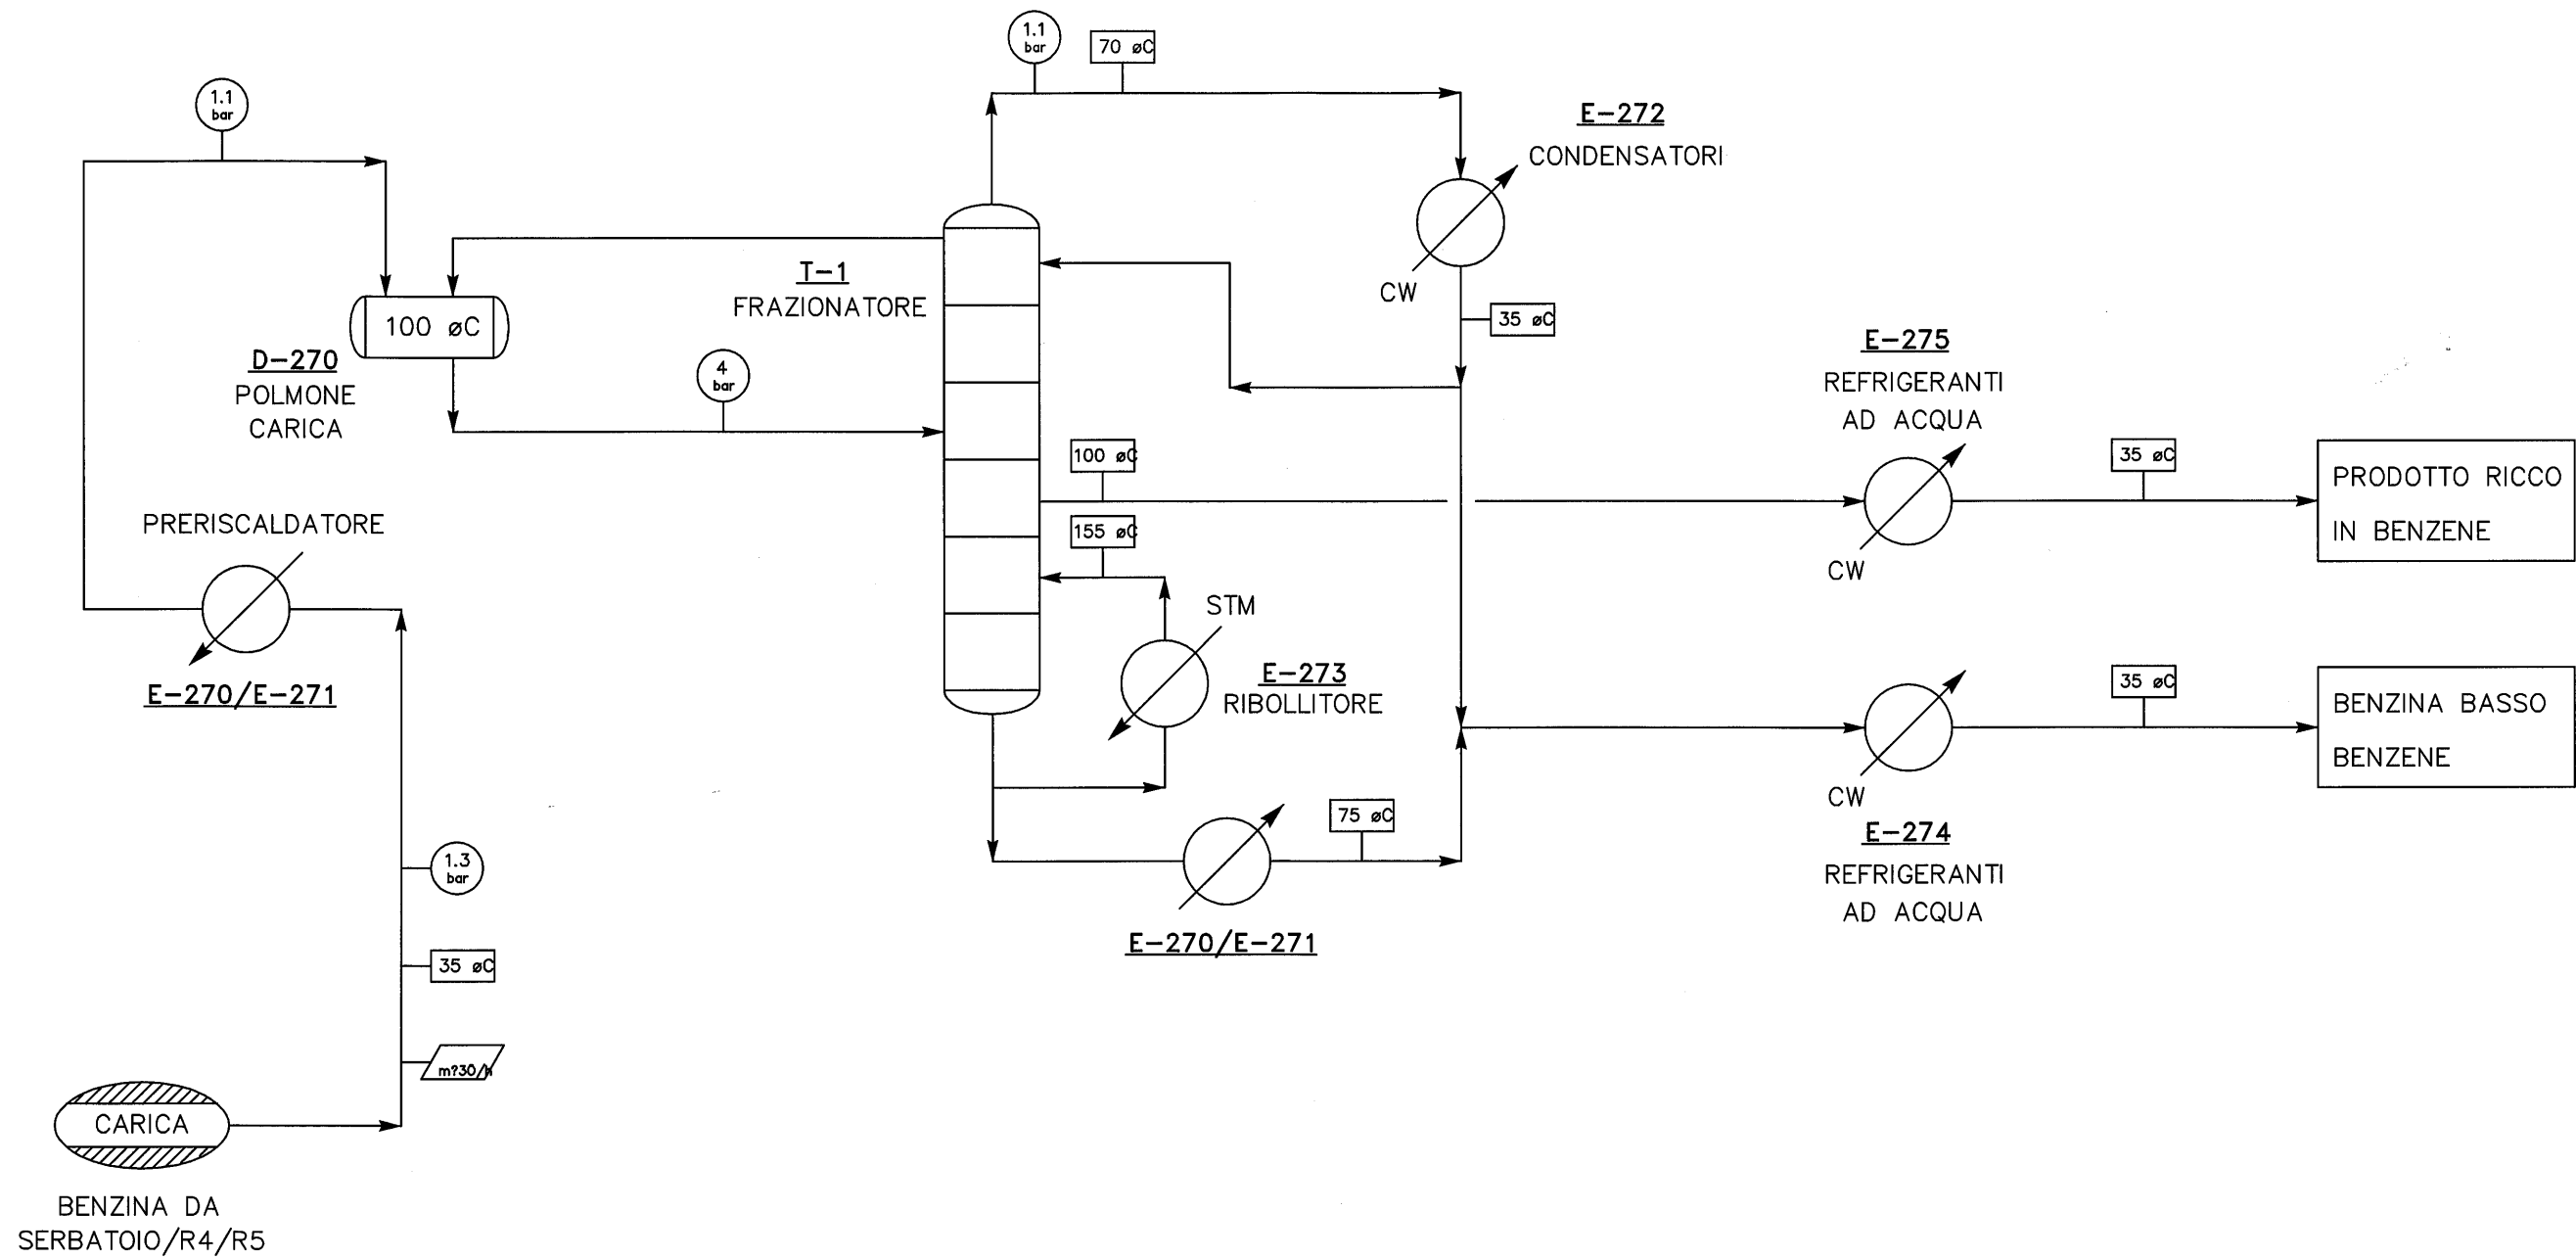 1.1
bar
1.1
bar
70 øC
E-272
CONDENSATORI
CW
35 øC
T-1
FRAZIONATORE
100 øC
D-270
POLMONE
CARICA
4
bar
E-275
REFRIGERANTI
AD ACQUA
100 øC
35 øC
PRODOTTO RICCO
IN BENZENE
CW
155 øC
PRERISCALDATORE
E-270/E-271
STM
E-273
RIBOLLITORE
35 øC
BENZINA BASSO
BENZENE
CW
E-274
REFRIGERANTI
AD ACQUA
75 øC
E-270/E-271
1.3
bar
35 øC
m?30/h
CARICA
BENZINA DA
SERBATOIO/R4/R5